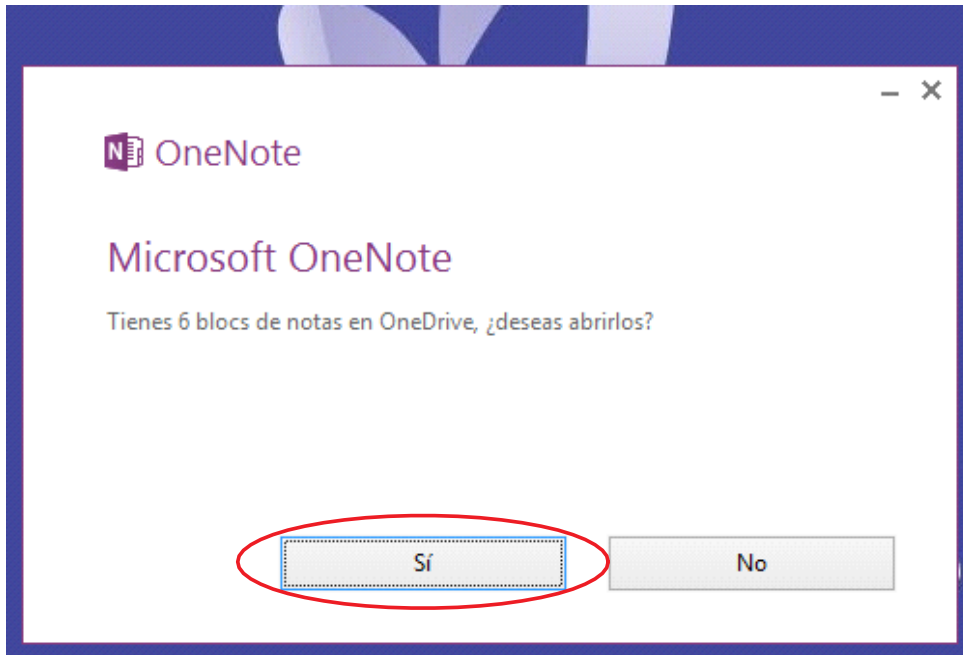 OneNote
Microsoft OneNote
Tienes 6 blocs de notas en OneDrive, ¿deseas abrirlos?
Sí
No